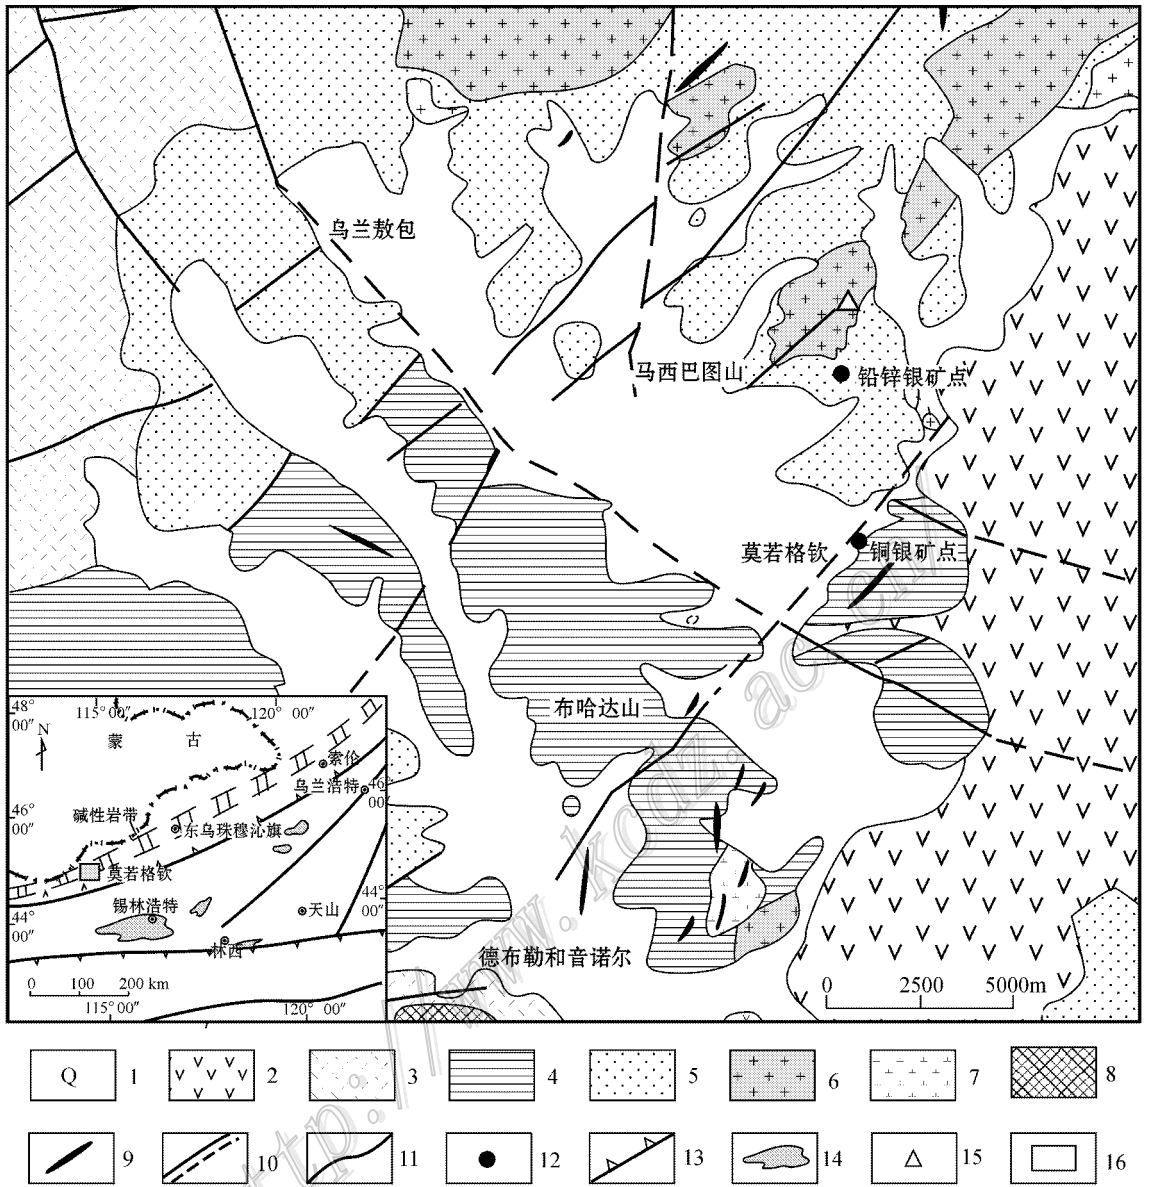 乌兰敖包
马西巴图山
铅锌银矿点
莫若格钦
铜银矿点
布哈达山
德布勒和音诺尔
0 2500 5000m
48°
00″
115°00″
120° 00″
N
蒙 古
索伦
乌兰浩特
46°
00″
46°
00″
碱性岩带
东乌珠穆沁旗
莫若格钦
锡林浩特
44°
00″
44°
00″
天山
林西
0 100 200 km
115°00″
120° 00″
Q 1
2
3
4
5
6
7
8
9
10
11
12
13
14
15
16
http://www.kcdz.ac.cn/